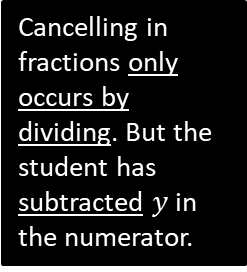 Cancelling in
fractions only
occurs by
dividing. But the
student has
subtracted y in
the numerator.